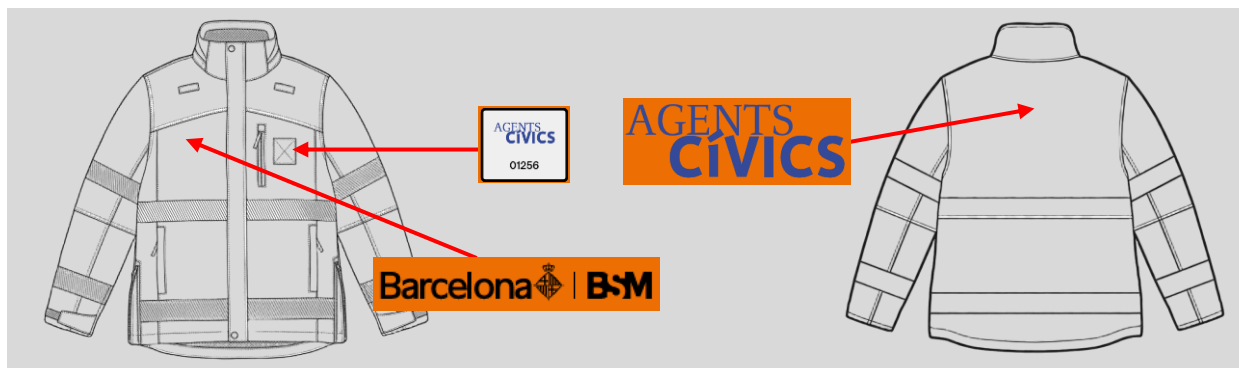 AGENTS
CÍVICS
01256
AGENTS
CÍVICS
Barcelona | BSM